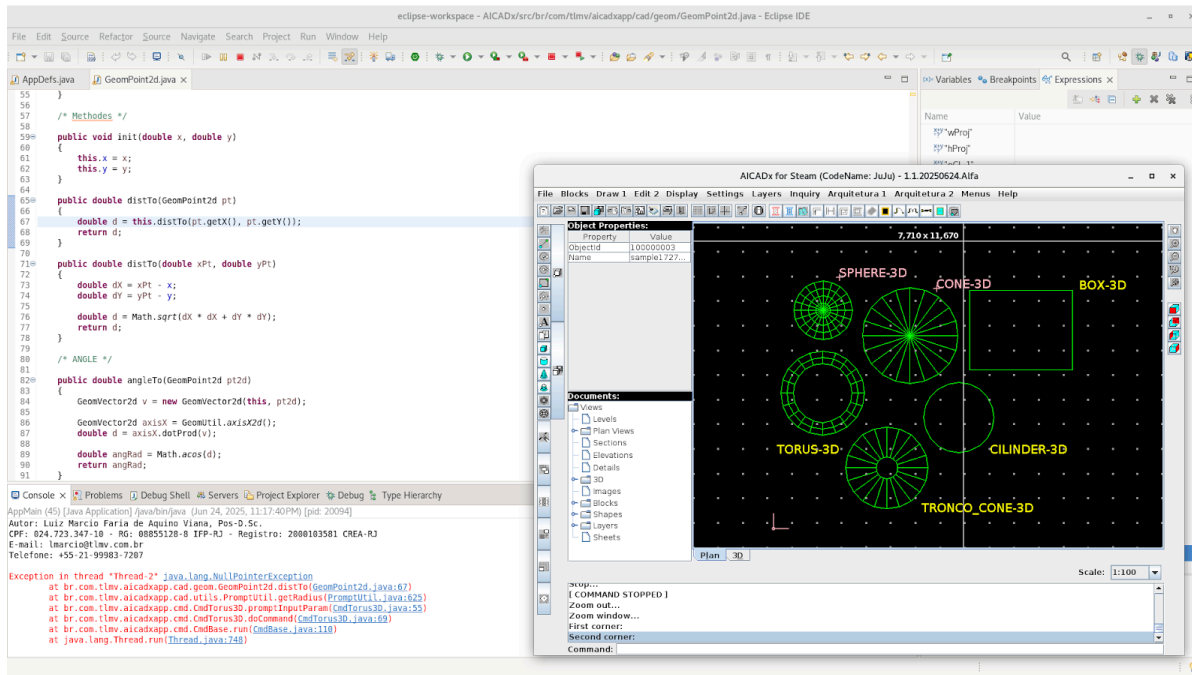 eclipse-workspace - AICADx/src/br/com/tlmv/aicadxapp/cad/geom/GeomPoint2d.java - Eclipse IDE
File Edit Source Refactor Source Navigate Search Project Run Window Help
AppDefs.java GeomPoint2d.java
55 }
56
57 /* Methodes */
58
59 public void init(double x, double y)
60 {
61 this.x = x;
62 this.y = y;
63 }
64
65 public double distTo(GeomPoint2d pt)
66 {
67 double d = this.distTo(pt.getX(), pt.getY());
68 return d;
69 }
70
71 public double distTo(double xPt, double yPt)
72 {
73 double dX = xPt - x;
74 double dY = yPt - y;
75
76 double d = Math.sqrt(dX * dX + dY * dY);
77 return d;
78 }
79
80 /* ANGLE */
81
82 public double angleTo(GeomPoint2d pt2d)
83 {
84 GeomVector2d v = new GeomVector2d(this, pt2d);
85
86 GeomVector2d axisX = GeomUtil.axisX2d();
87 double d = axisX.dotProd(v);
88
89 double angRad = Math.acos(d);
90 return angRad;
91 }
Console Problems Debug Shell Servers Project Explorer Debug Type Hierarchy
AppMain (45) [Java Application] /java/bin/java (Jun 24, 2025, 11:17:40 PM) [pid: 20094]
Autor: Luiz Marcio Faria de Aquino Viana, Pos-D.Sc.
CPF: 024.723.347-10 - RG: 08855128-8 IFP-RJ - Registro: 2000103581 CREA-RJ
E-mail: lmarcio@tlmv.com.br
Telefone: +55-21-99983-7207
Exception in thread "Thread-2" java.lang.NullPointerException
at br.com.tlmv.aicadxapp.cad.geom.GeomPoint2d.distTo(GeomPoint2d.java:67)
at br.com.tlmv.aicadxapp.cad.utils.PromptUtil.getRadius(PromptUtil.java:625)
at br.com.tlmv.aicadxapp.cmd.CmdTorus3D.promptInputParam(CmdTorus3D.java:55)
at br.com.tlmv.aicadxapp.cmd.CmdTorus3D.doCommand(CmdTorus3D.java:69)
at br.com.tlmv.aicadxapp.cmd.CmdBase.run(CmdBase.java:110)
at java.lang.Thread.run(Thread.java:748)
Variables Breakpoints Expressions
Name Value
"wProj"
"hProj"
AICADx for Steam (CodeName: JuJu) - 1.1.20250624.Alfa
File Blocks Draw 1 Edit 2 Display Settings Layers Inquiry Arquitetura 1 Arquitetura 2 Menus Help
Object Properties:
Property Value
ObjectId 100000003
Name sample1727...
Documents:
Views
Levels
Plan Views
Sections
Elevations
Details
3D
Images
Blocks
Shapes
Layers
Sheets
7,710 x 11,670
SPHERE-3D
CONE-3D
BOX-3D
TORUS-3D
CILINDER-3D
TRONCO_CONE-3D
Plan 3D
Scale: 1:100
Stop...
[ COMMAND STOPPED ]
Zoom out...
Zoom window...
First corner:
Second corner:
Command: